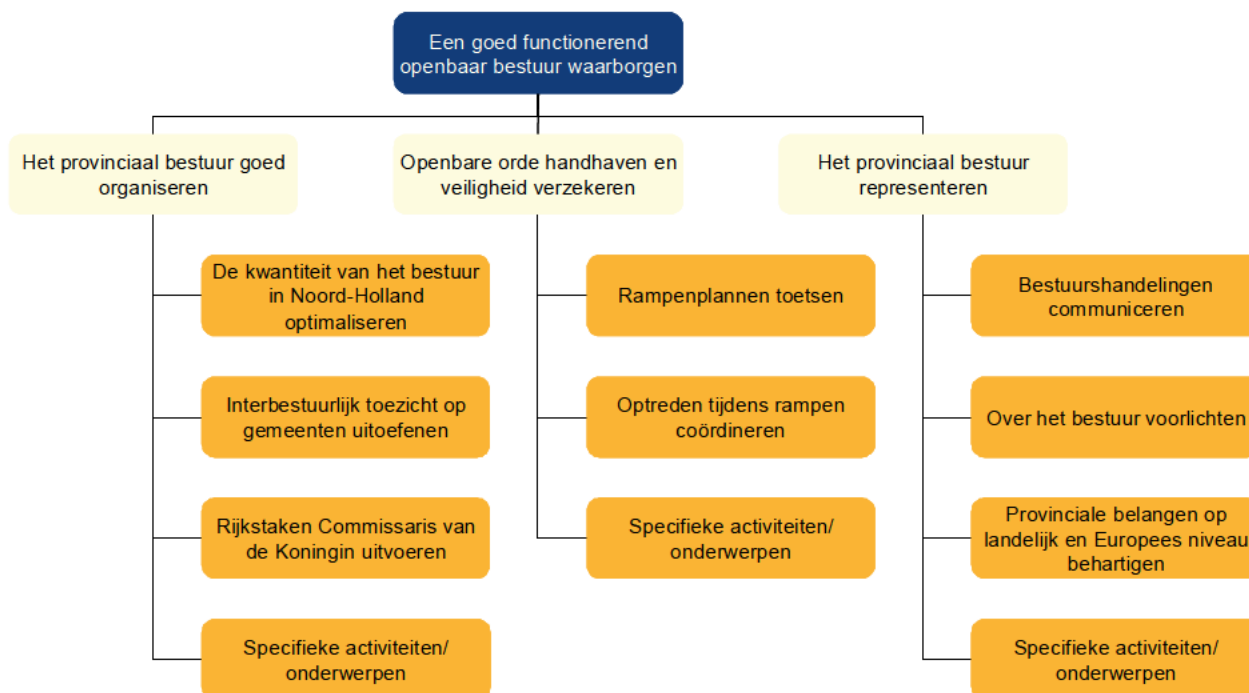 Een goed functionerend
openbaar bestuur waarborgen
Het provinciaal bestuur goed
organiseren
Openbare orde handhaven en
veiligheid verzekeren
Het provinciaal bestuur
representeren
De kwantiteit van het bestuur
in Noord-Holland
optimaliseren
Interbestuurlijk toezicht op
gemeenten uitoefenen
Rijkstaken Commissaris van
de Koningin uitvoeren
Specifieke activiteiten/
onderwerpen
Rampenplannen toetsen
Optreden tijdens rampen
coördineren
Specifieke activiteiten/
onderwerpen
Bestuurshandelingen
communiceren
Over het bestuur voorlichten
Provinciale belangen op
landelijk en Europees niveau
behartigen
Specifieke activiteiten/
onderwerpen